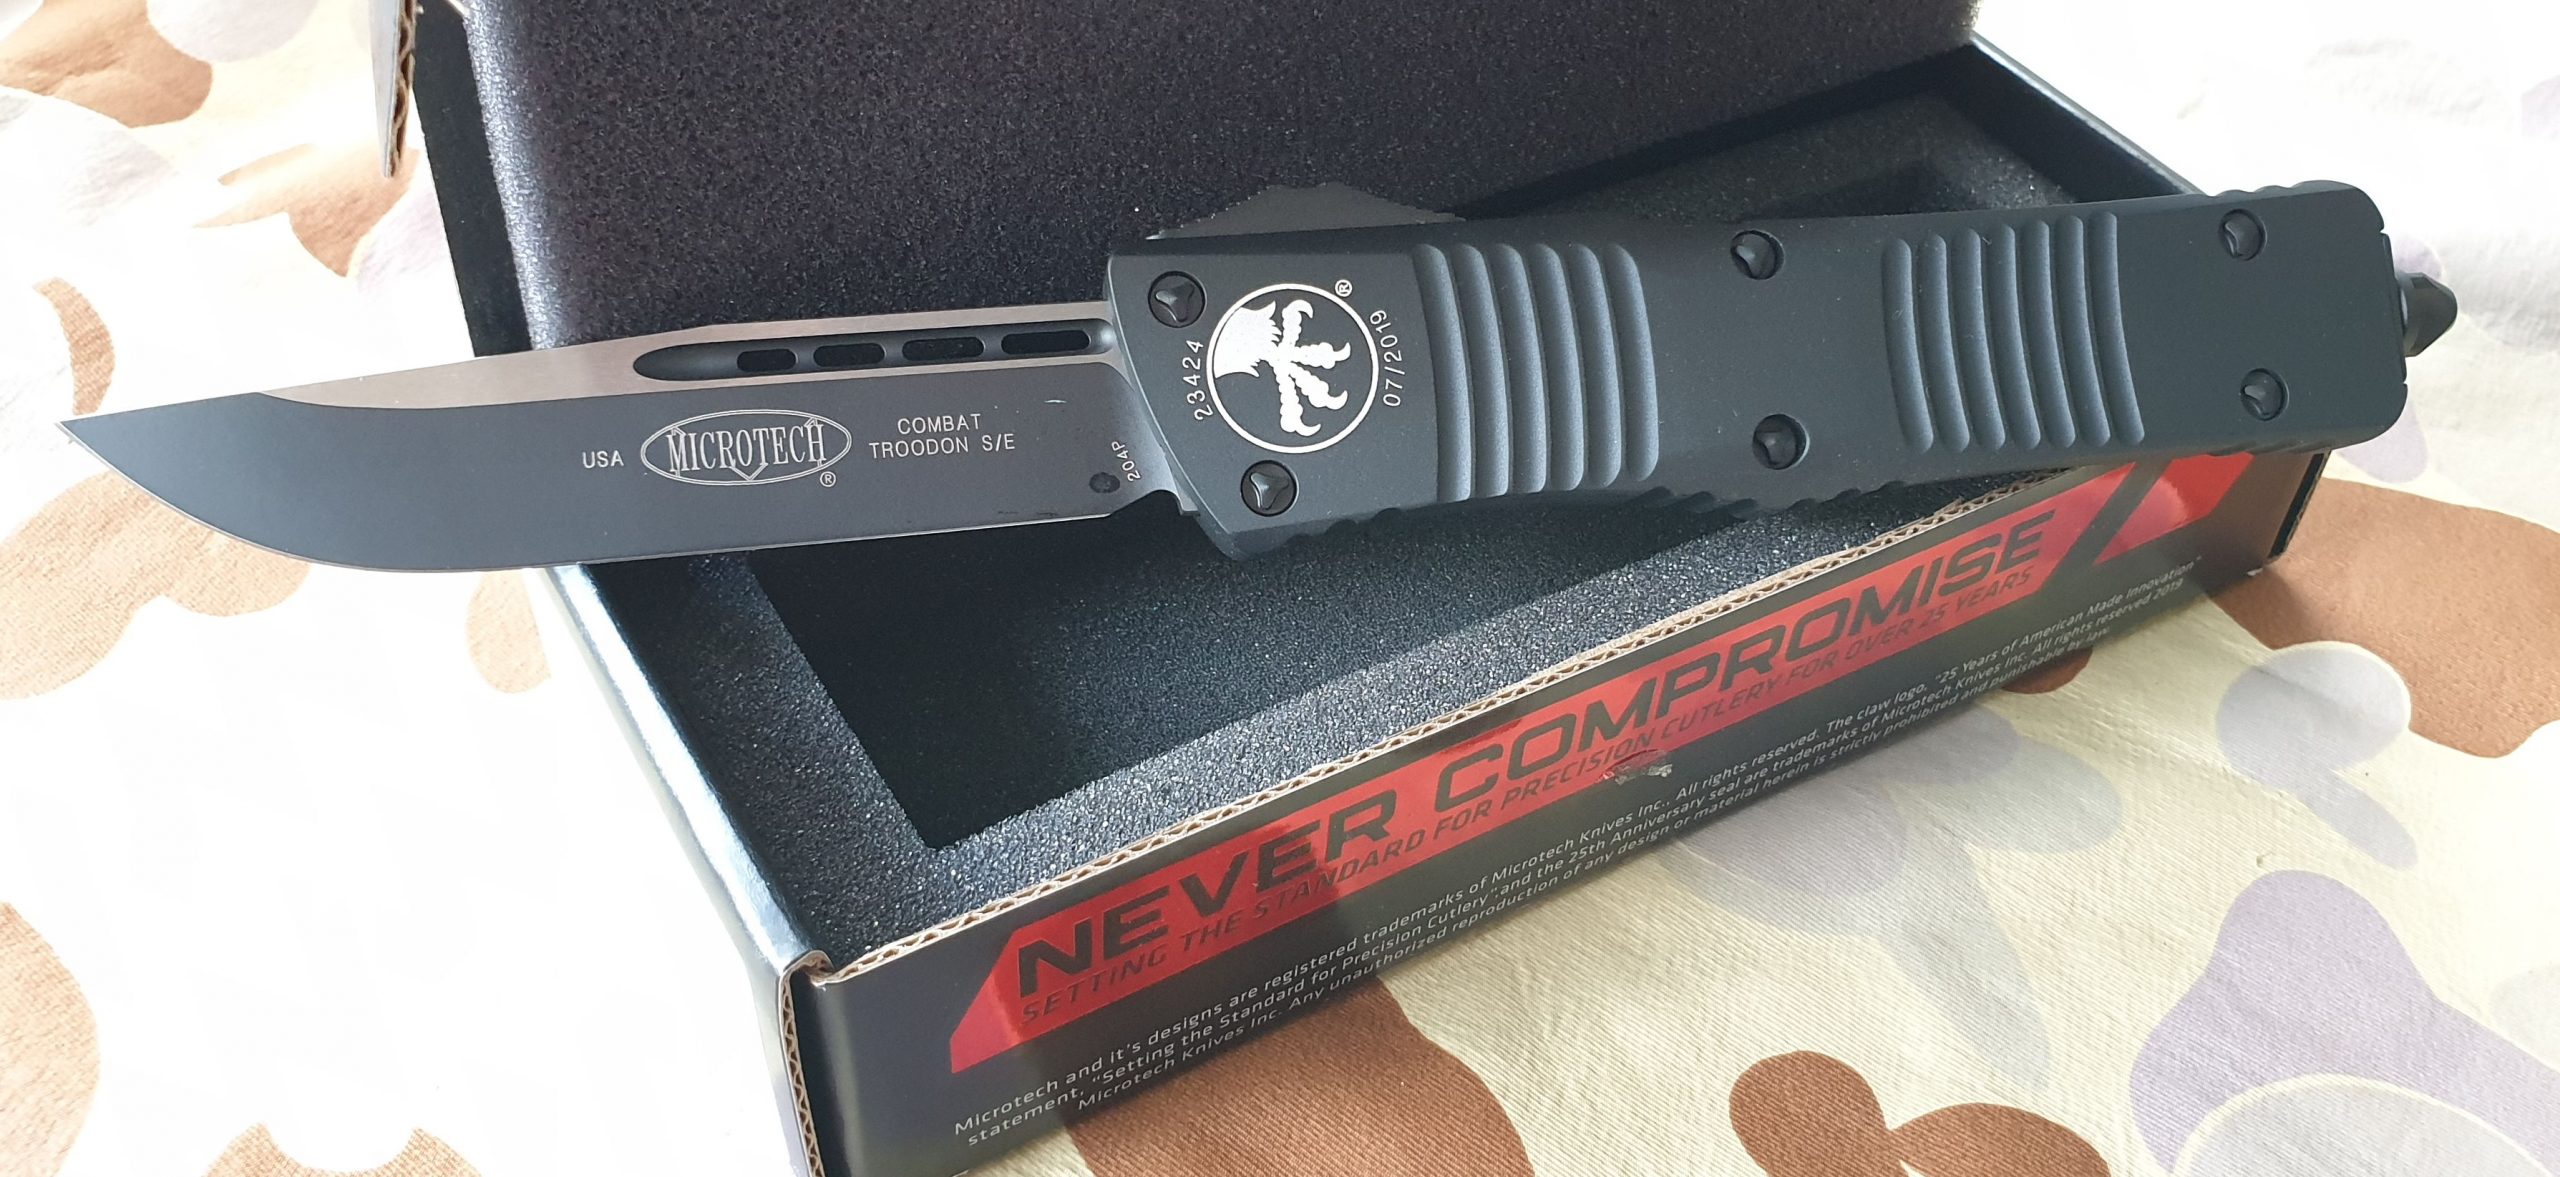 USA
MICROTECH
®
COMBAT
TROODON S/E
204P
23424
®
07/2019
NEVER COMPROMISE
SETTING THE STANDARD FOR PRECISION CUTLERY FOR OVER 25 YEARS
Microtech and it's designs are registered trademarks of Microtech Knives Inc., All rights reserved. The claw logo, "25 Years of American Made Innovation"
statement, "Setting the Standard for Precision Cutlery" and the 25th Anniversary seal are trademarks of Microtech Knives Inc. All rights reserved 2019
Microtech Knives Inc. Any unauthorized reproduction of any design or material herein is strictly prohibited and punishable by law.